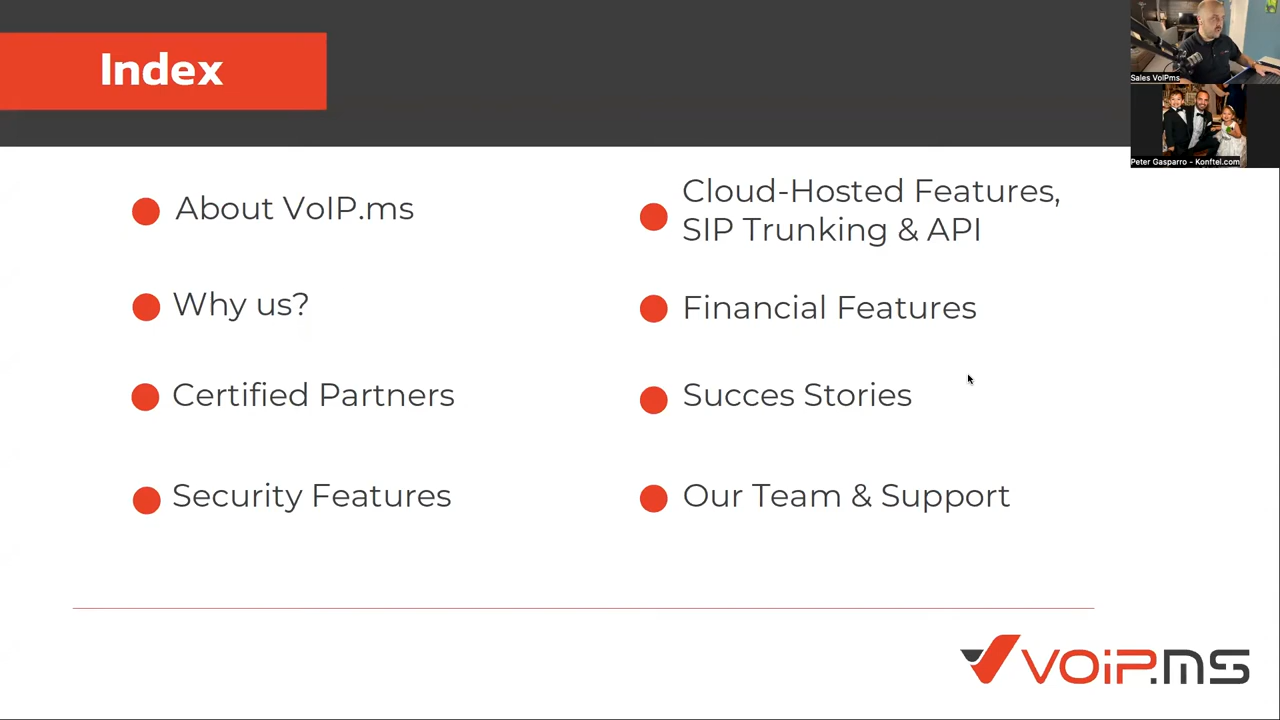 Index
Sales VoIPms
Peter Gasparro - Konftel.com
About VoIP.ms
Why us?
Certified Partners
Security Features
Cloud-Hosted Features,
SIP Trunking & API
Financial Features
Succes Stories
Our Team & Support
VOiP.MS